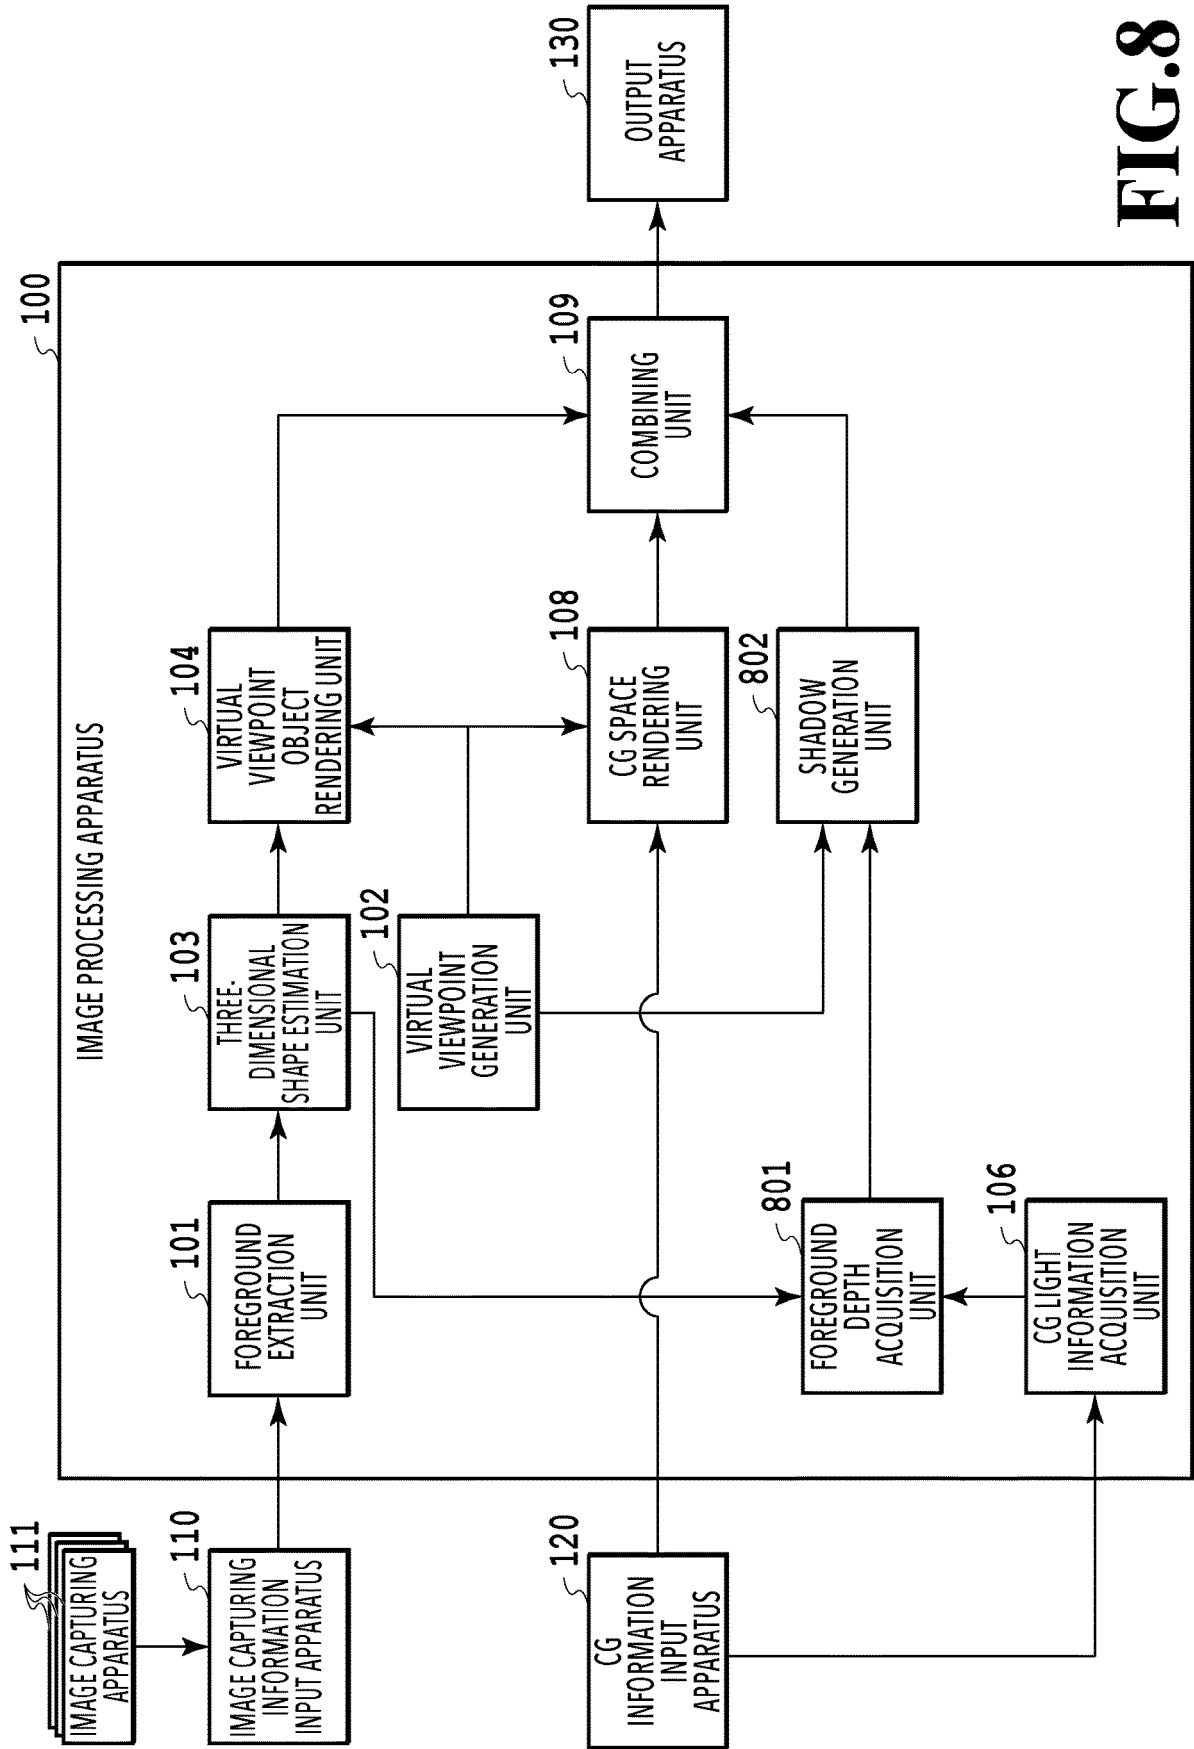 100
IMAGE PROCESSING APPARATUS
111
IMAGE CAPTURING
APPARATUS
110
IMAGE CAPTURING
INFORMATION
INPUT APPARATUS
101
FOREGROUND
EXTRACTION
UNIT
103
THREE-
DIMENSIONAL
SHAPE ESTIMATION
UNIT
104
VIRTUAL
VIEWPOINT
OBJECT
RENDERING UNIT
102
VIRTUAL
VIEWPOINT
GENERATION
UNIT
120
CG
INFORMATION
INPUT
APPARATUS
108
CG SPACE
RENDERING
UNIT
109
COMBINING
UNIT
130
OUTPUT
APPARATUS
802
SHADOW
GENERATION
UNIT
801
FOREGROUND
DEPTH
ACQUISITION
UNIT
106
CG LIGHT
INFORMATION
ACQUISITION
UNIT
FIG.8